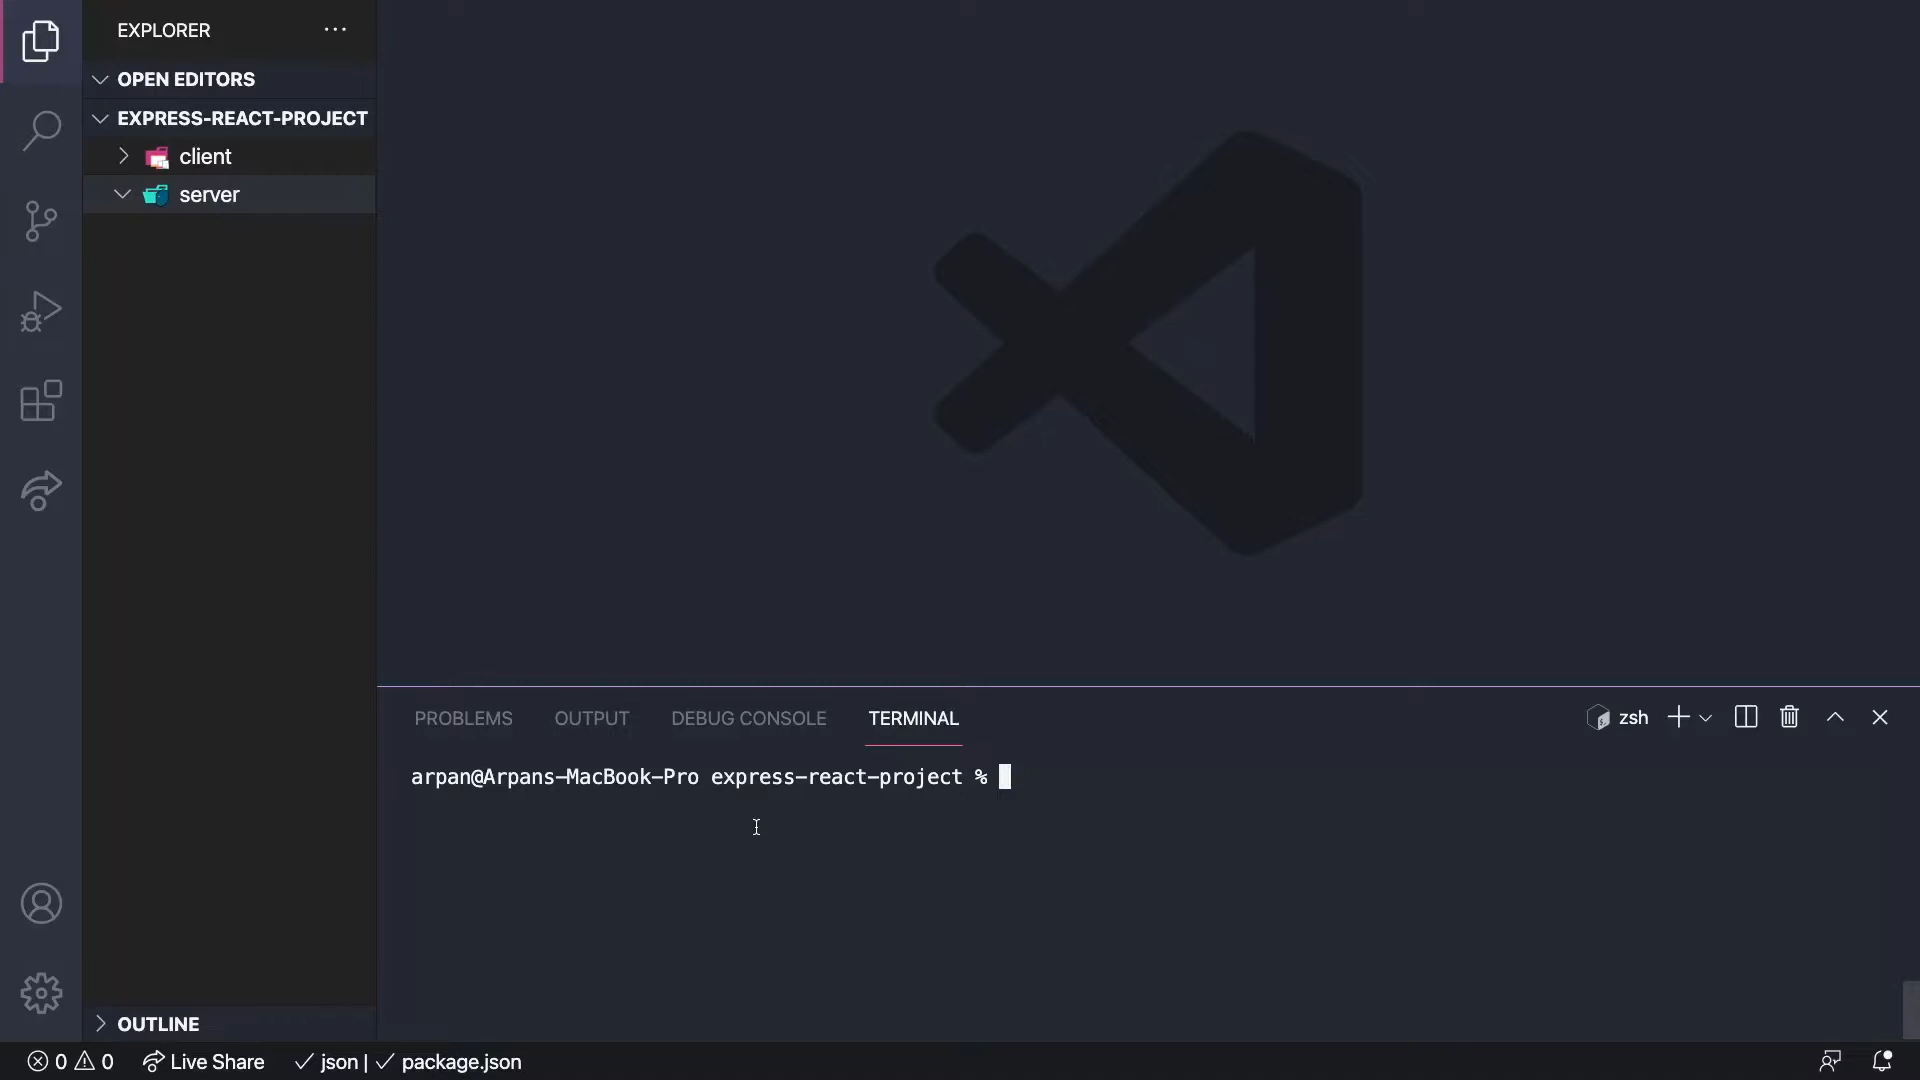 EXPLORER
OPEN EDITORS
EXPRESS-REACT-PROJECT
client
server
OUTLINE
PROBLEMS OUTPUT DEBUG CONSOLE TERMINAL zsh
arpan@Arpans-MacBook-Pro express-react-project %
0 0 Live Share json | package.json